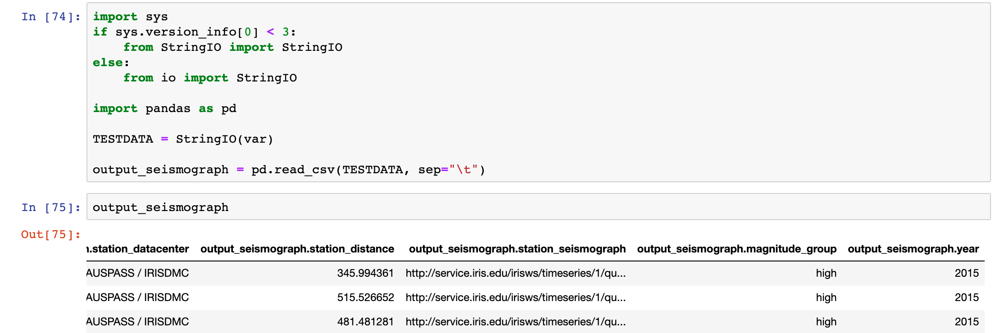 In [74]: import sys
if sys.version_info[0] < 3:
    from StringIO import StringIO
else:
    from io import StringIO
import pandas as pd
TESTDATA = StringIO(var)
output_seismograph = pd.read_csv(TESTDATA, sep="\t")
In [75]: output_seismograph
Out[75]:
.station_datacenter output_seismograph.station_distance output_seismograph.station_seismograph output_seismograph.magnitude_group output_seismograph.year
AUSPASS / IRISDMC 345.994361 http://service.iris.edu/irisws/timeseries/1/qu... high 2015
AUSPASS / IRISDMC 515.526652 http://service.iris.edu/irisws/timeseries/1/qu... high 2015
AUSPASS / IRISDMC 481.481281 http://service.iris.edu/irisws/timeseries/1/qu... high 2015